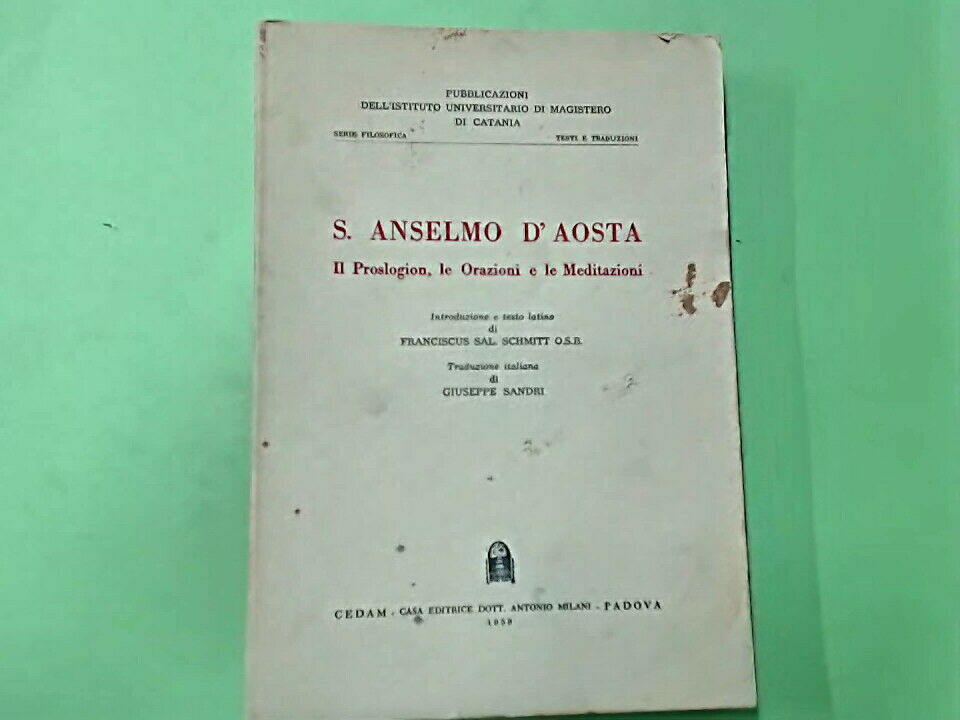 PUBBLICAZIONI
DELL'ISTITUTO UNIVERSITARIO DI MAGISTERO
DI CATANIA
SERIE FILOSOFICA TESTI E TRADUZIONI
S. ANSELMO D'AOSTA
Il Proslogion, le Orazioni e le Meditazioni
Introduzione e testo latino
di
FRANCISCUS SAL. SCHMITT O.S.B.
Traduzione italiana
di
GIUSEPPE SANDRI
CEDAM - CASA EDITRICE DOTT. ANTONIO MILANI - PADOVA
1959